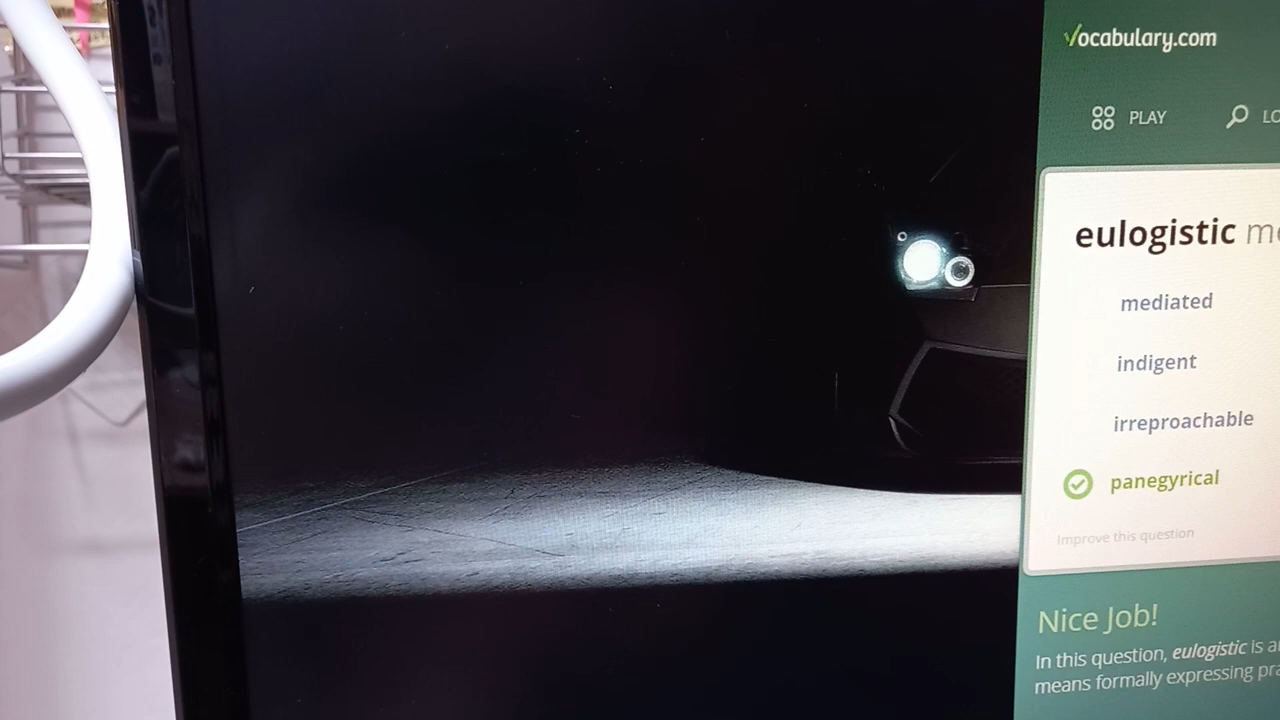 Vocabulary.com
PLAY
eulogistic
mediated
indigent
irreproachable
panegyrical
Improve this question
Nice Job!
In this question, eulogistic is
means formally expressing